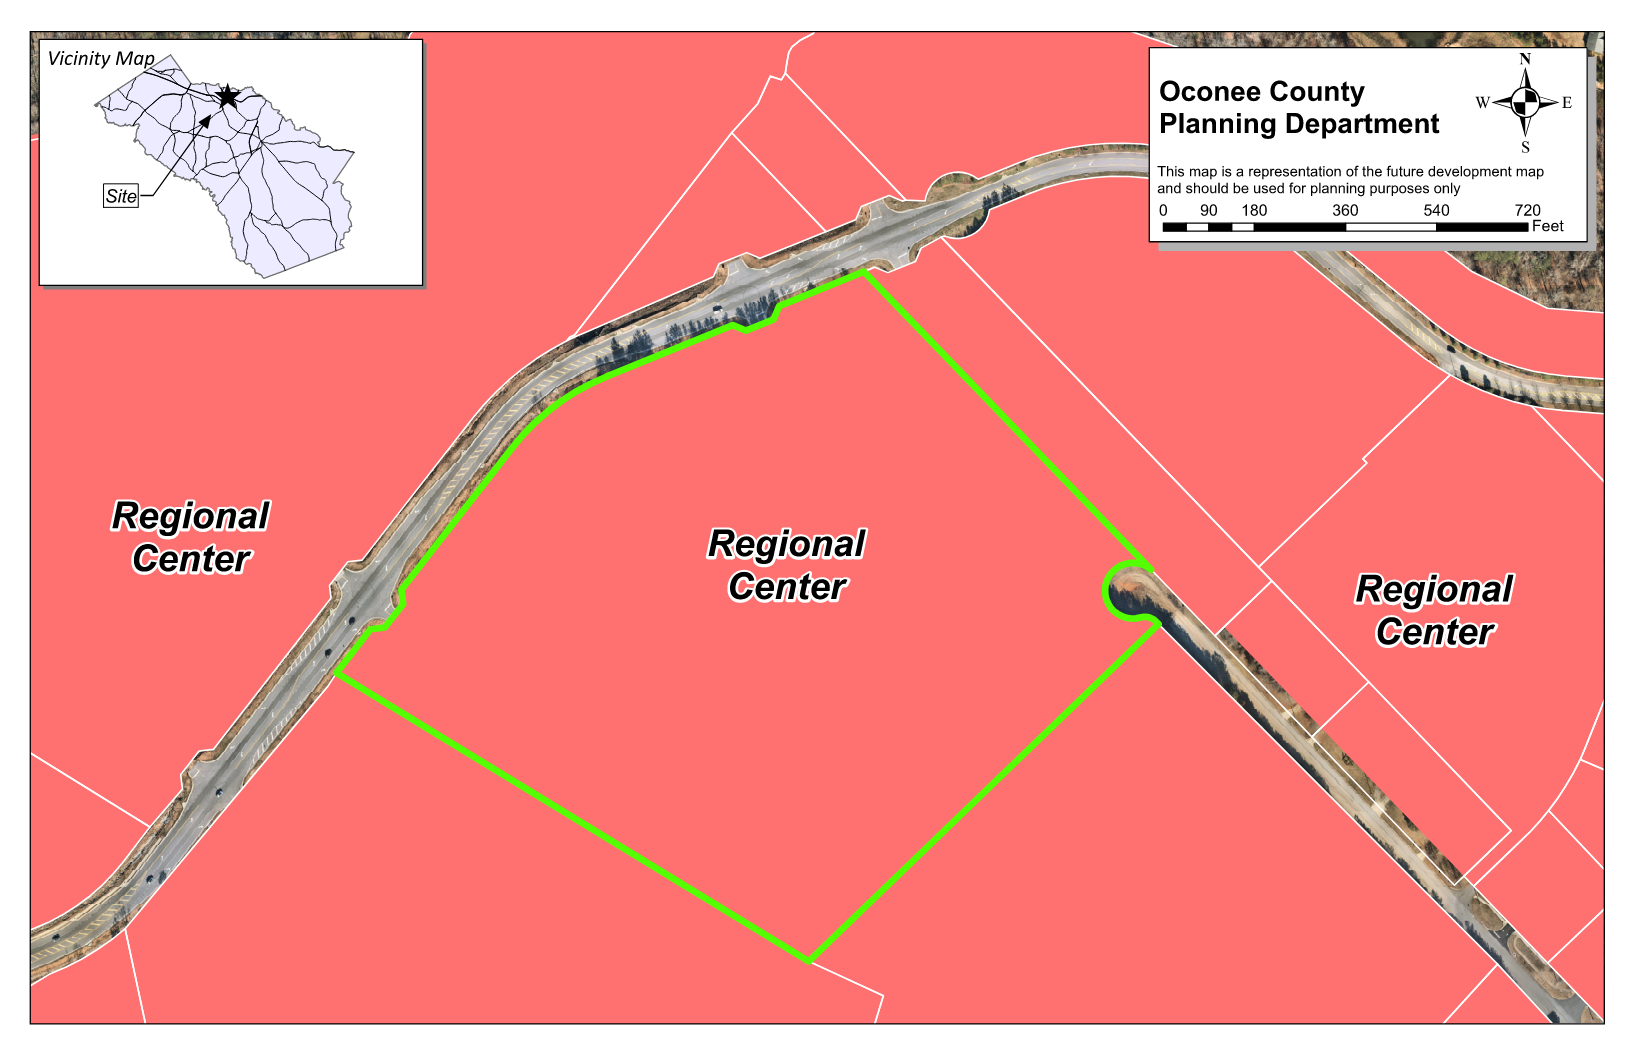 Vicinity Map
Site
Oconee County
Planning Department
N
W E
S
This map is a representation of the future development map
and should be used for planning purposes only
0 90 180 360 540 720
Feet
Regional
Center
Regional
Center
Regional
Center